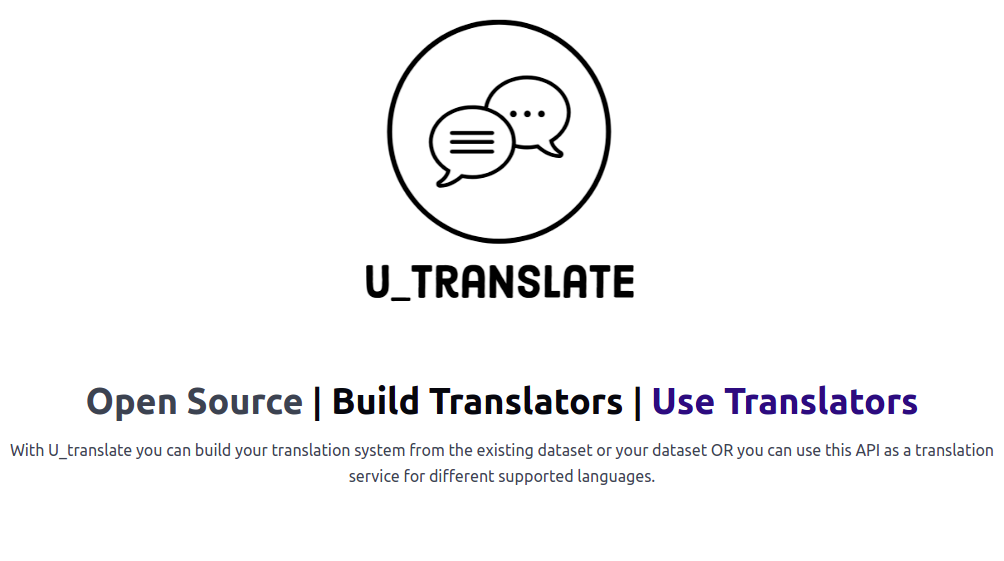 U_TRANSLATE
Open Source | Build Translators | Use Translators
With U_translate you can build your translation system from the existing dataset or your dataset OR you can use this API as a translation
service for different supported languages.